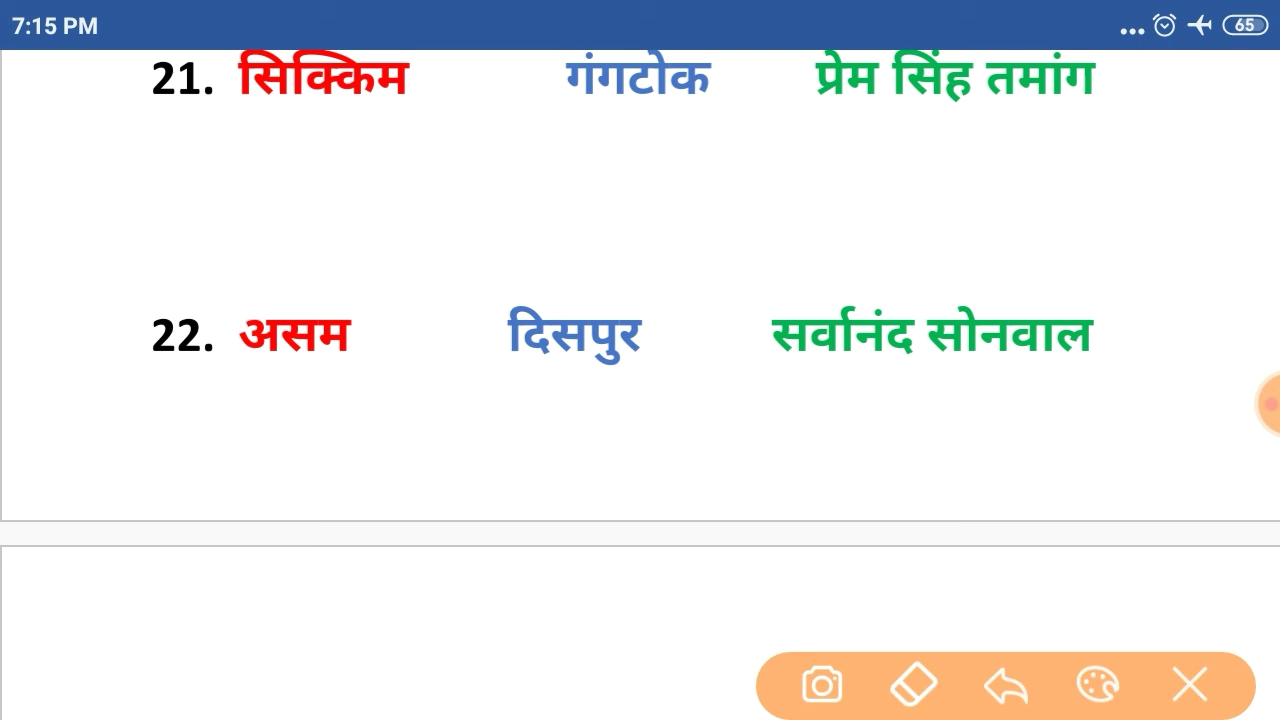 7:15 PM 65
21. सिक्किम गंगटोक प्रेम सिंह तमांग
22. असम दिसपुर सर्वानंद सोनवाल